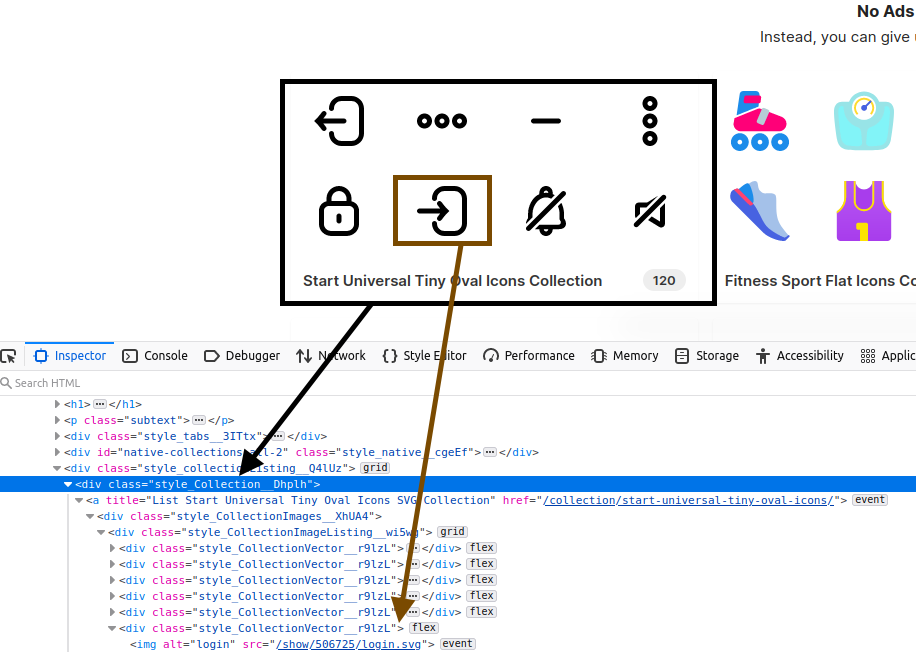 No Ads
Instead, you can give
Start Universal Tiny Oval Icons Collection 120
Fitness Sport Flat Icons Co
Inspector Console Debugger Network Style Editor Performance Memory Storage Accessibility Applic
Search HTML
<h1> ... </h1>
<p class="subtext"> ... </p>
<div class="style_tabs__3ITtx"> ... </div>
<div id="native-collections-all-2" class="style_native__cgeEf"> ... </div>
<div class="style_collectionListing__Q4lUz"> grid
<div class="style_Collection__Dhplh">
<a title="List Start Universal Tiny Oval Icons SVG Collection" href="/collection/start-universal-tiny-oval-icons/"> event
<div class="style_CollectionImages__XhUA4">
<div class="style_CollectionImageListing__wi5wg"> grid
<div class="style_CollectionVector__r9lzL"> ... </div> flex
<div class="style_CollectionVector__r9lzL"> ... </div> flex
<div class="style_CollectionVector__r9lzL"> ... </div> flex
<div class="style_CollectionVector__r9lzL"> ... </div> flex
<div class="style_CollectionVector__r9lzL"> ... </div> flex
<div class="style_CollectionVector__r9lzL"> flex
<img alt="login" src="/show/506725/login.svg"> event